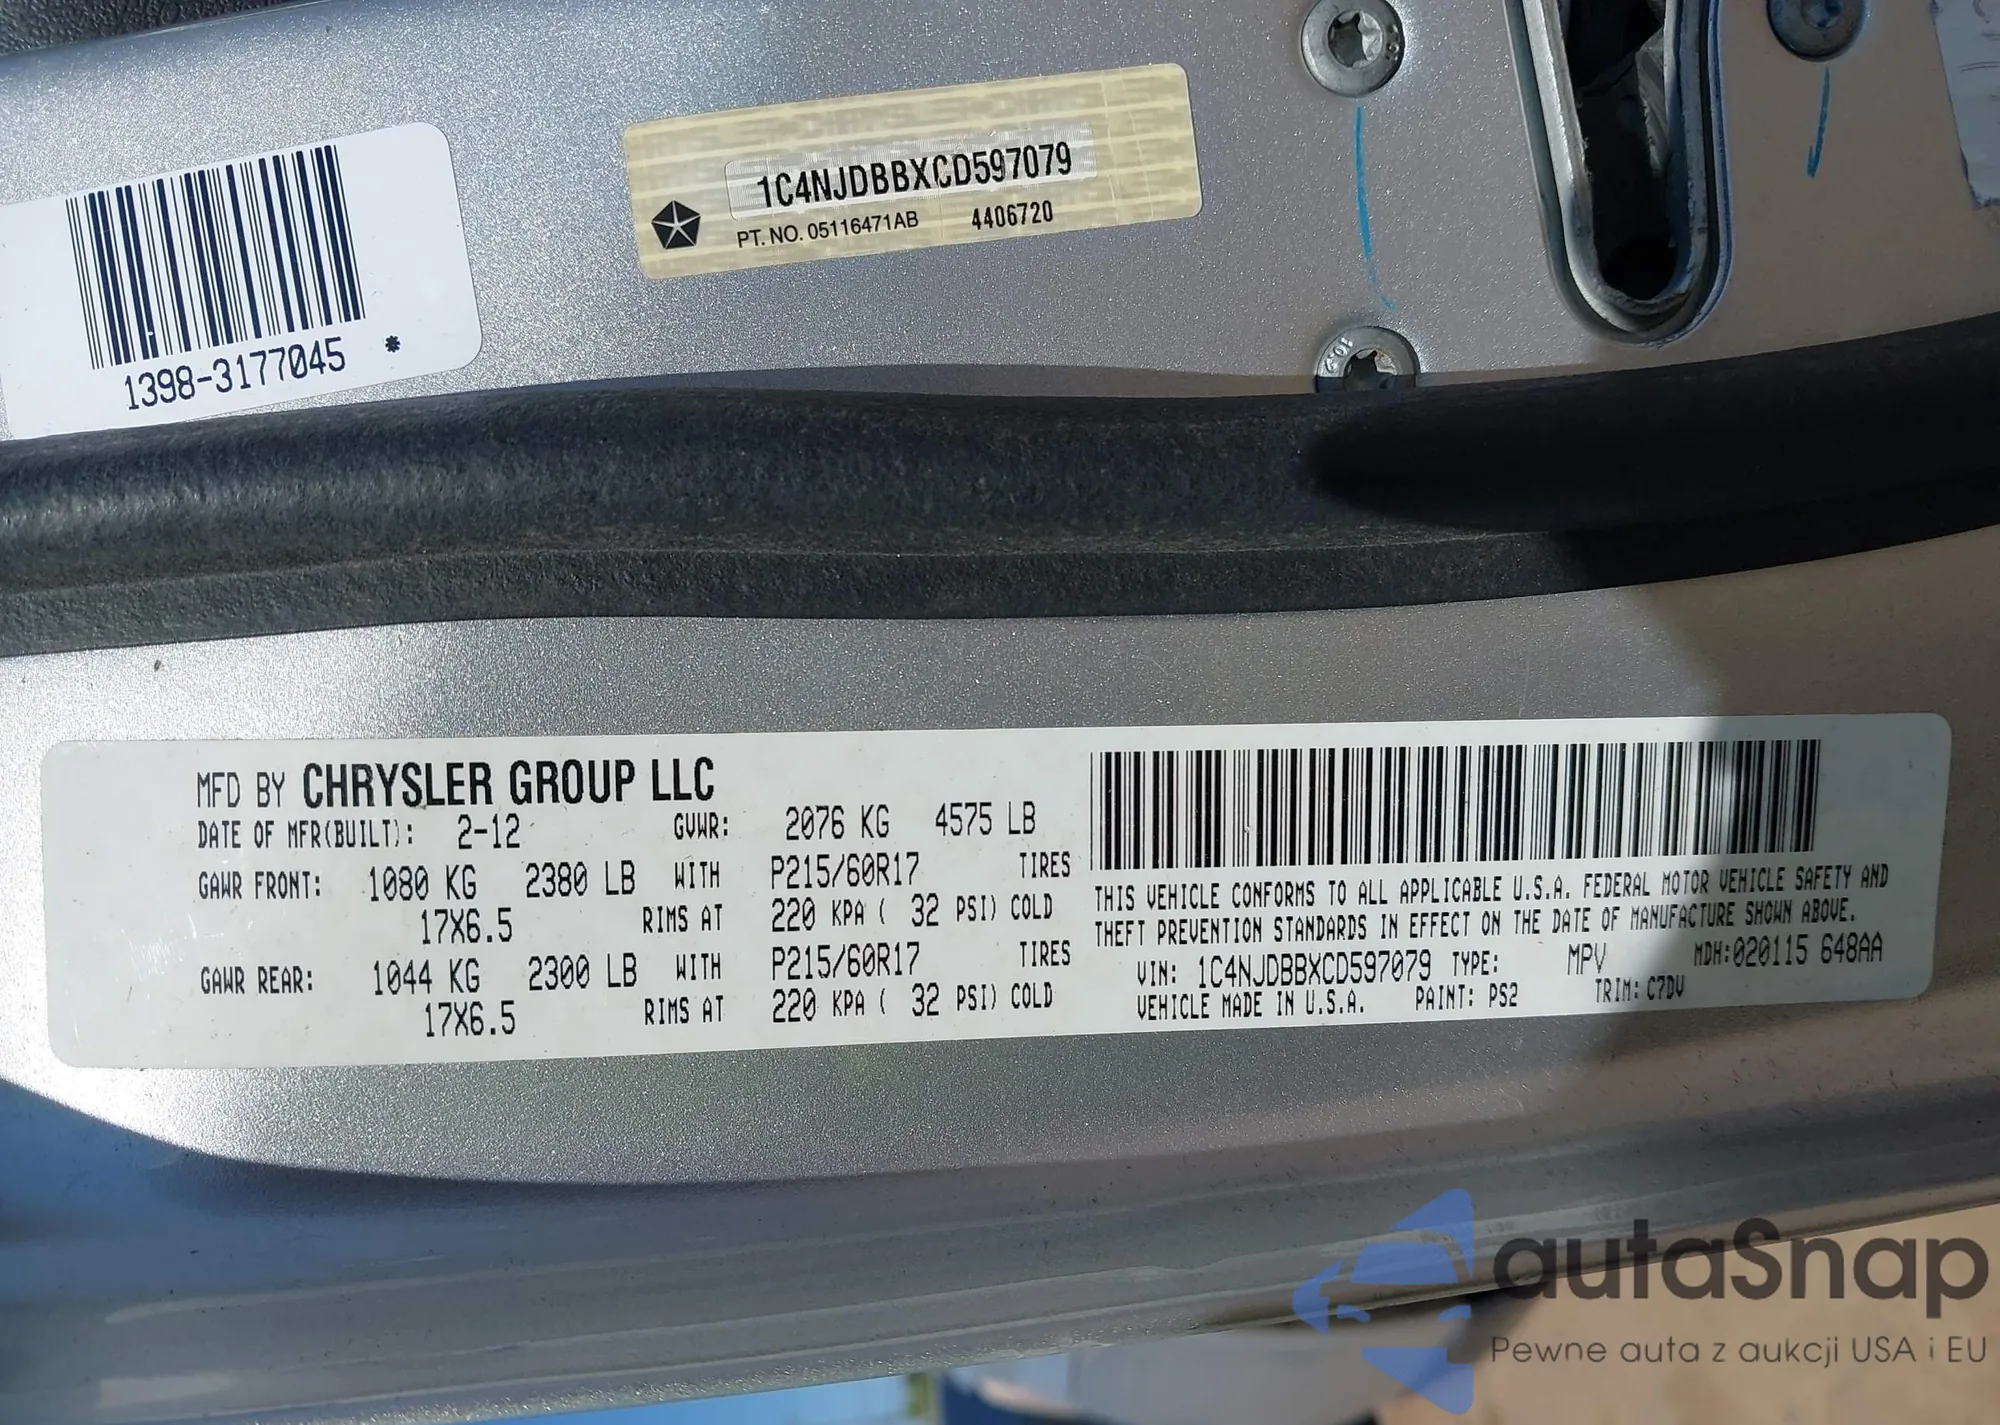 1C4NJDBBXCD597079
PT. NO. 05116471AB 4406720
1398-3177045 *
MFD BY CHRYSLER GROUP LLC
DATE OF MFR(BUILT): 2-12 GVWR: 2076 KG 4575 LB
GAWR FRONT: 1080 KG 2380 LB WITH P215/60R17 TIRES
17X6.5 RIMS AT 220 KPA ( 32 PSI) COLD
GAWR REAR: 1044 KG 2300 LB WITH P215/60R17 TIRES
17X6.5 RIMS AT 220 KPA ( 32 PSI) COLD
THIS VEHICLE CONFORMS TO ALL APPLICABLE U.S.A. FEDERAL MOTOR VEHICLE SAFETY AND
THEFT PREVENTION STANDARDS IN EFFECT ON THE DATE OF MANUFACTURE SHOWN ABOVE.
VIN: 1C4NJDBBXCD597079 TYPE: MPV MDH:020115 648AA
VEHICLE MADE IN U.S.A. PAINT: PS2 TRIM: C7DV
autaSnap
Pewne auta z aukcji USA i EU